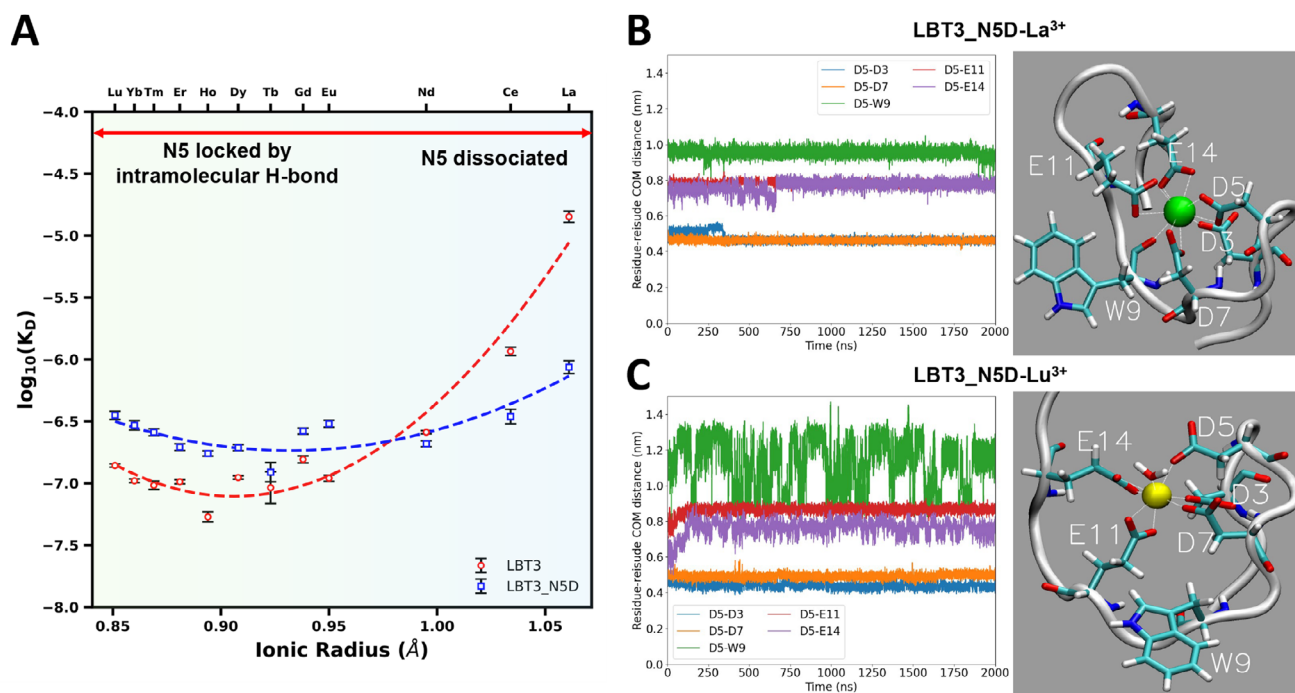 A
Lu Yb Tm Er Ho Dy Tb Gd Eu Nd Ce La
−4.0
N5 locked by
intramolecular H-bond
N5 dissociated
−4.5
−5.0
−5.5
−6.0
−6.5
−7.0
−7.5
−8.0
log10(KD)
LBT3
LBT3_N5D
0.85 0.90 0.95 1.00 1.05
Ionic Radius (Å)
B
LBT3_N5D-La3+
Residue-reisude COM distance (nm)
1.4
1.2
1.0
0.8
0.6
0.4
0.2
0.0
D5-D3 D5-E11
D5-D7 D5-E14
D5-W9
0 250 500 750 1000 1250 1500 1750 2000
Time (ns)
E14
E11
D5
D3
W9
D7
C
LBT3_N5D-Lu3+
Residue-reisude COM distance (nm)
1.4
1.2
1.0
0.8
0.6
0.4
0.2
0.0
D5-D3 D5-E11
D5-D7 D5-E14
D5-W9
0 250 500 750 1000 1250 1500 1750 2000
Time (ns)
D5
E14
D3
E11
D7
W9